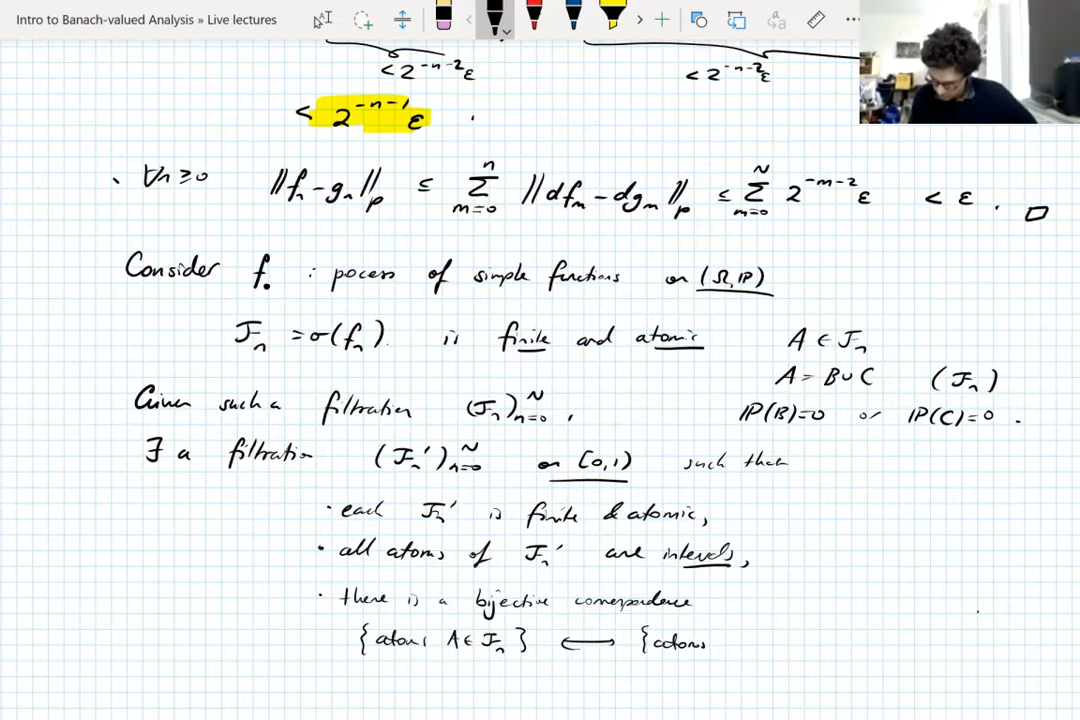 Intro to Banach-valued Analysis » Live lectures
< 2^{-n-2}ε < 2^{-n-2}ε
< 2^{-n-1}ε .
· ∀n≥0 ||f_n - g_n||_p ≤ Σ_{m=0}^{n} ||df_m - dg_m||_p ≤ Σ_{m=0}^{N} 2^{-m-2}ε < ε . □
Consider f. : pocess of simple functions on (Ω, ℙ)
F_n = σ(f_n) . is finite and atomic A ∈ F_n
A = B ∪ C (F_n)
Given such a filtration (F_n)_{n=0}^{N} , ℙ(B)=0 or ℙ(C)=0 .
∃ a filtration (F_n')_{n=0}^{N} on [0,1) such that
· each F_n' is finite & atomic,
· all atoms of F_n' are intervals,
· there is a bijective correspondence
{atoms A ∈ F_n} ⟷ {atoms